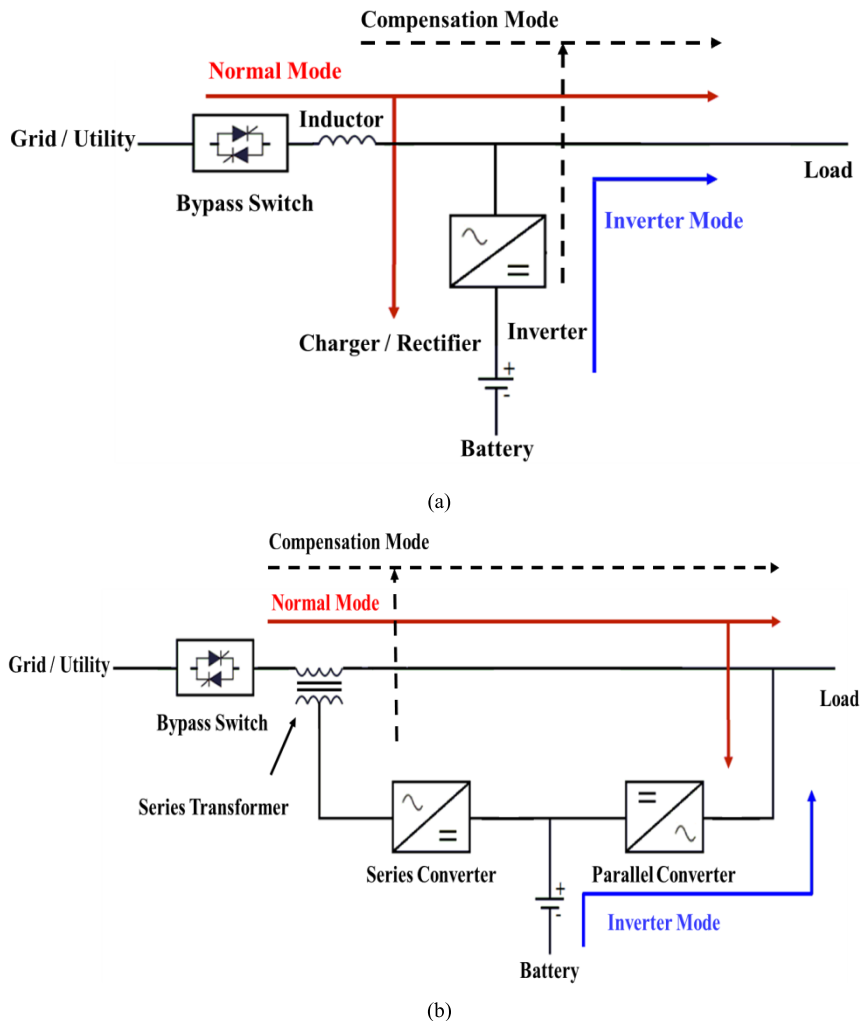 Compensation Mode
Normal Mode
Inductor
Grid / Utility
Load
Bypass Switch
Inverter Mode
Inverter
Charger / Rectifier
+
-
Battery
(a)
Compensation Mode
Normal Mode
Grid / Utility
Load
Bypass Switch
Series Transformer
Series Converter
Parallel Converter
+
-
Inverter Mode
Battery
(b)